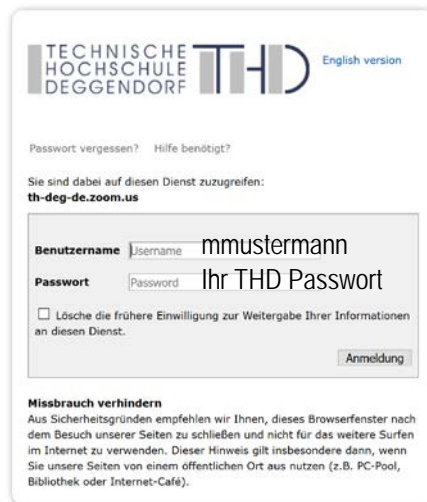 TECHNISCHE
HOCHSCHULE
DEGGENDORF
THD
English version
Passwort vergessen? Hilfe benötigt?
Sie sind dabei auf diesen Dienst zuzugreifen:
th-deg-de.zoom.us
Benutzername Username mmustermann
Passwort Password Ihr THD Passwort
Lösche die frühere Einwilligung zur Weitergabe Ihrer Informationen
an diesen Dienst.
Anmeldung
Missbrauch verhindern
Aus Sicherheitsgründen empfehlen wir Ihnen, dieses Browserfenster nach
dem Besuch unserer Seiten zu schließen und nicht für das weitere Surfen
im Internet zu verwenden. Dieser Hinweis gilt insbesondere dann, wenn
Sie unsere Seiten von einem öffentlichen Ort aus nutzen (z.B. PC-Pool,
Bibliothek oder Internet-Café).